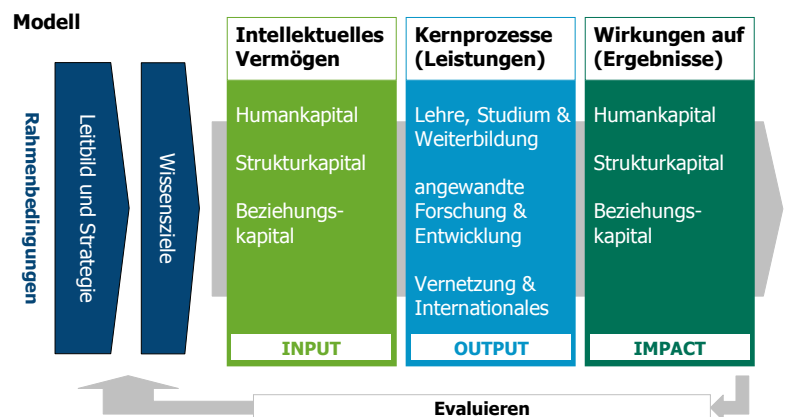 Modell
Rahmenbedingungen
Leitbild und Strategie
Wissensziele
Intellektuelles
Vermögen
Humankapital
Strukturkapital
Beziehungs-
kapital
INPUT
Kernprozesse
(Leistungen)
Lehre, Studium &
Weiterbildung
angewandte
Forschung &
Entwicklung
Vernetzung &
Internationales
OUTPUT
Wirkungen auf
(Ergebnisse)
Humankapital
Strukturkapital
Beziehungs-
kapital
IMPACT
Evaluieren